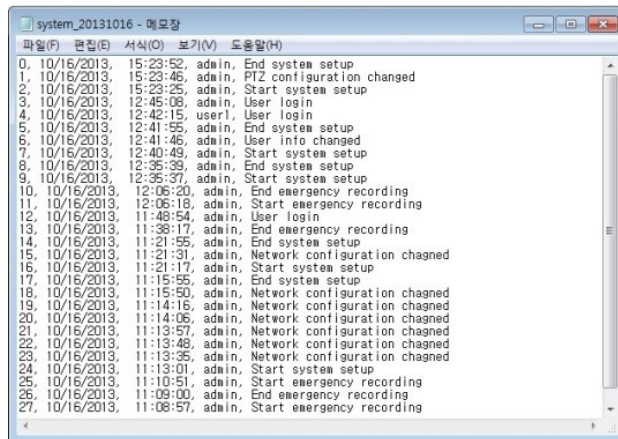 system_20131016 - 메모장
파일(F) 편집(E) 서식(O) 보기(V) 도움말(H)
0, 10/16/2013, 15:23:52, admin, End system setup
1, 10/16/2013, 15:23:46, admin, PTZ configuration changed
2, 10/16/2013, 15:23:25, admin, Start system setup
3, 10/16/2013, 12:45:08, admin, User login
4, 10/16/2013, 12:42:15, user1, User login
5, 10/16/2013, 12:41:55, admin, End system setup
6, 10/16/2013, 12:41:46, admin, User info changed
7, 10/16/2013, 12:40:49, admin, Start system setup
8, 10/16/2013, 12:35:39, admin, End system setup
9, 10/16/2013, 12:35:37, admin, Start system setup
10, 10/16/2013, 12:06:20, admin, End emergency recording
11, 10/16/2013, 12:06:18, admin, Start emergency recording
12, 10/16/2013, 11:48:54, admin, User login
13, 10/16/2013, 11:38:17, admin, End emergency recording
14, 10/16/2013, 11:21:55, admin, End system setup
15, 10/16/2013, 11:21:31, admin, Network configuration chagned
16, 10/16/2013, 11:21:17, admin, Start system setup
17, 10/16/2013, 11:15:55, admin, End system setup
18, 10/16/2013, 11:15:50, admin, Network configuration chagned
19, 10/16/2013, 11:14:16, admin, Network configuration chagned
20, 10/16/2013, 11:14:06, admin, Network configuration chagned
21, 10/16/2013, 11:13:57, admin, Network configuration chagned
22, 10/16/2013, 11:13:48, admin, Network configuration chagned
23, 10/16/2013, 11:13:35, admin, Network configuration chagned
24, 10/16/2013, 11:13:01, admin, Start system setup
25, 10/16/2013, 11:10:51, admin, Start emergency recording
26, 10/16/2013, 11:09:00, admin, End emergency recording
27, 10/16/2013, 11:08:57, admin, Start emergency recording